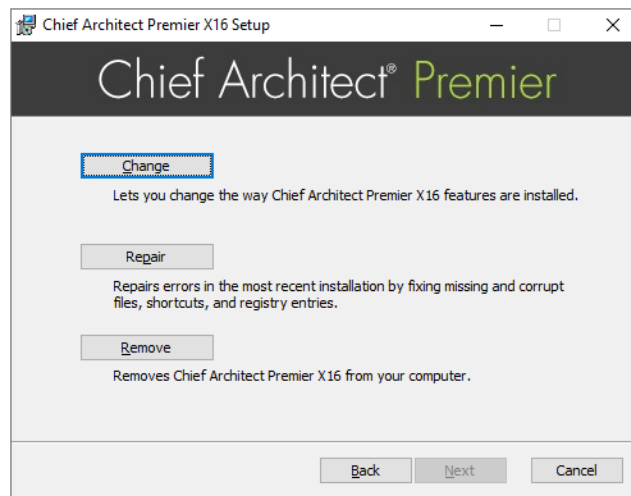 Chief Architect Premier X16 Setup
Chief Architect® Premier
Change
Lets you change the way Chief Architect Premier X16 features are installed.
Repair
Repairs errors in the most recent installation by fixing missing and corrupt
files, shortcuts, and registry entries.
Remove
Removes Chief Architect Premier X16 from your computer.
Back Next Cancel